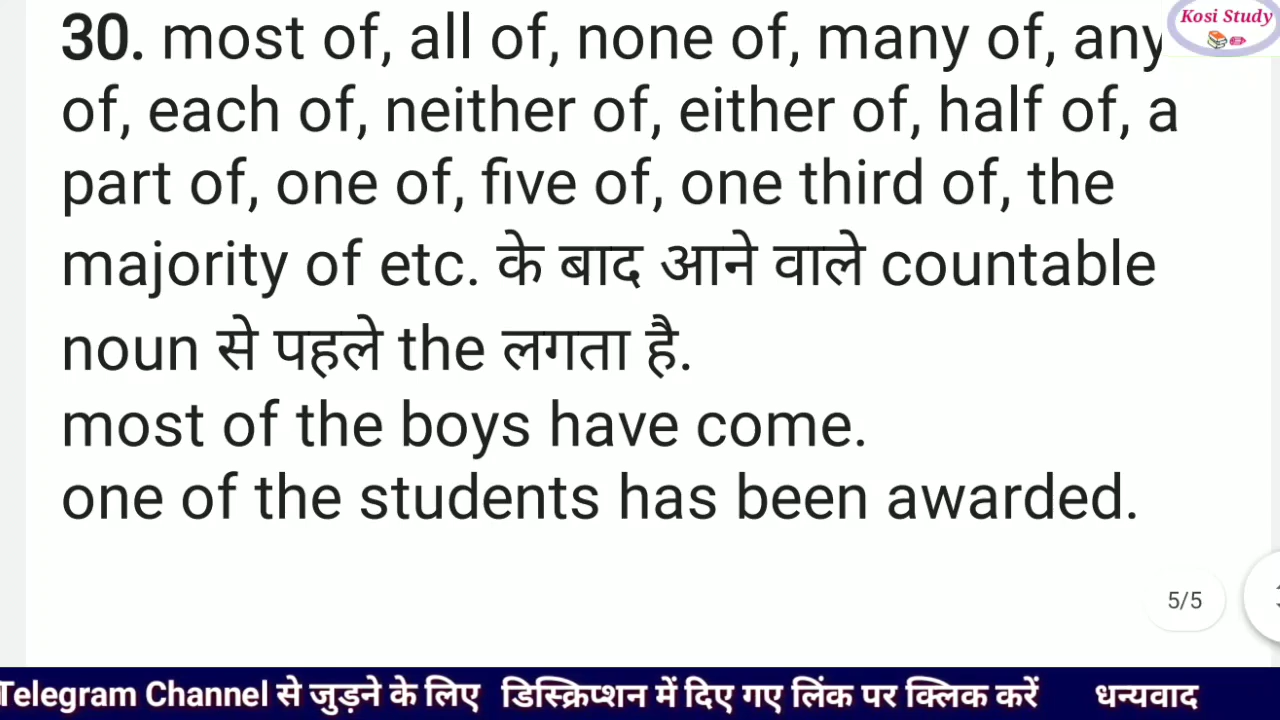 30. most of, all of, none of, many of, any
Kosi Study
of, each of, neither of, either of, half of, a
part of, one of, five of, one third of, the
majority of etc. के बाद आने वाले countable
noun से पहले the लगता है.
most of the boys have come.
one of the students has been awarded.
5/5
Telegram Channel से जुड़ने के लिए डिस्क्रिप्शन में दिए गए लिंक पर क्लिक करें धन्यवाद